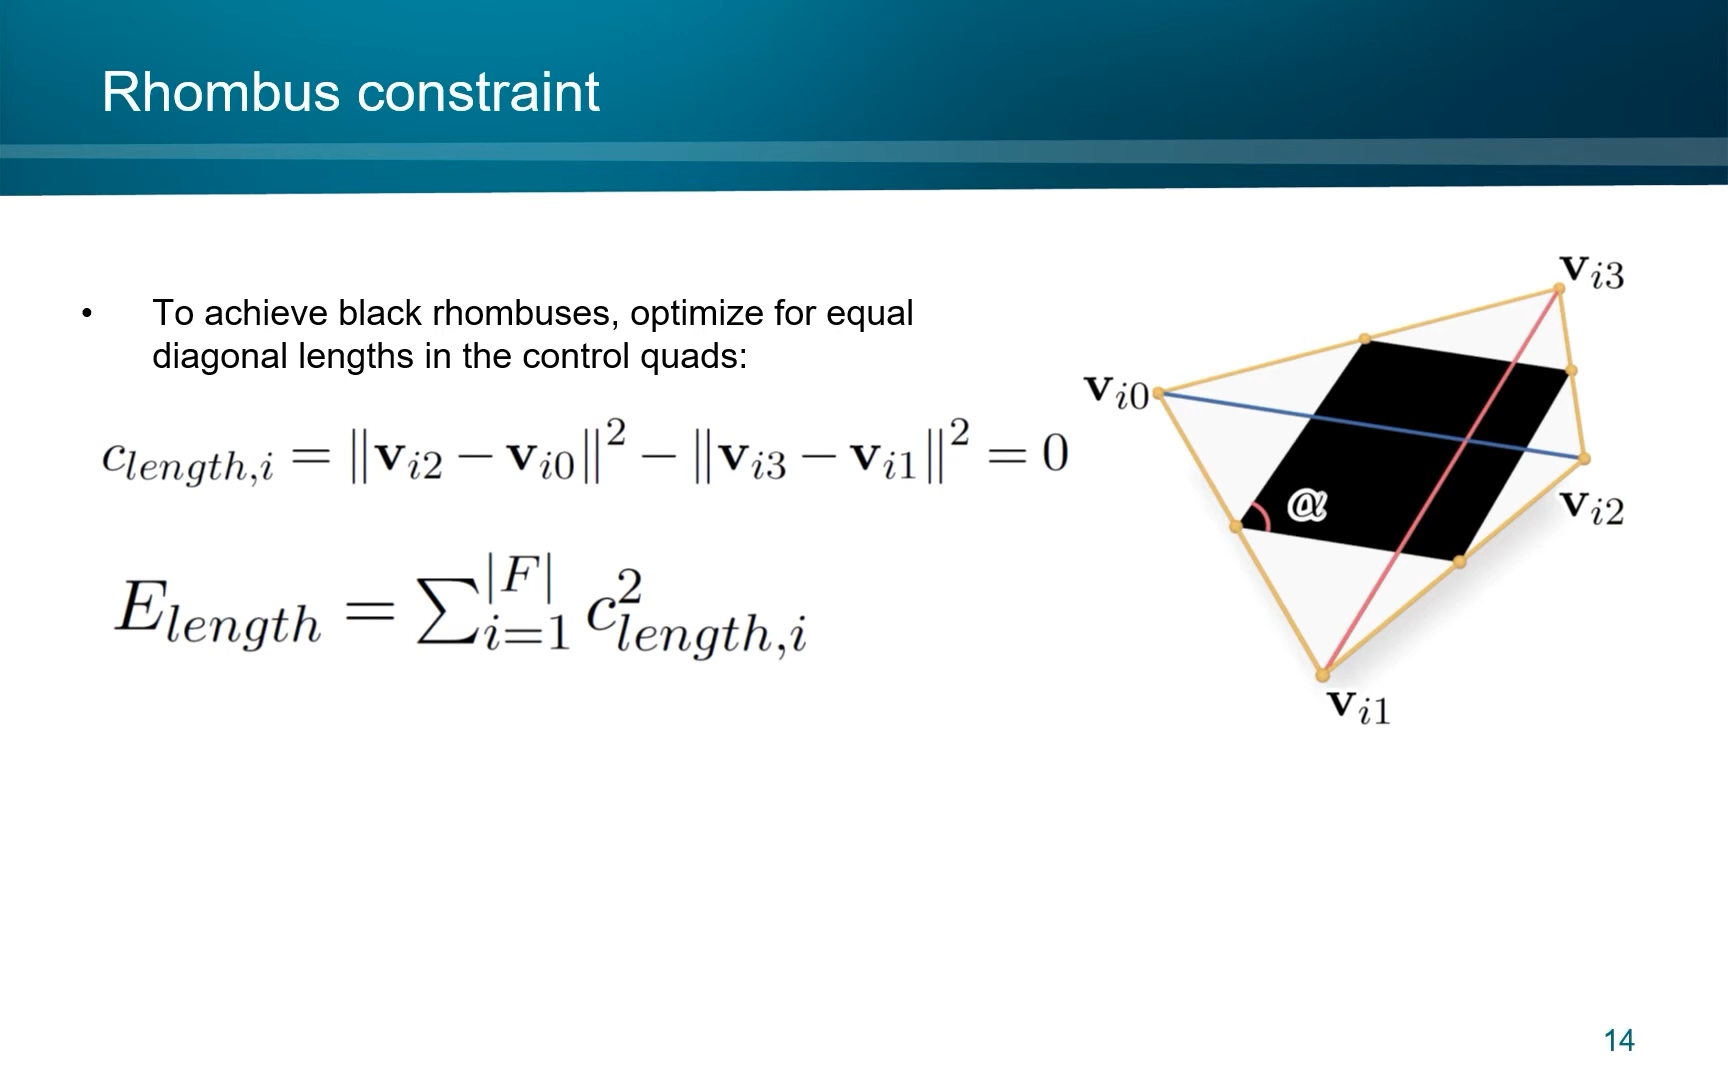 Rhombus constraint
• To achieve black rhombuses, optimize for equal
diagonal lengths in the control quads:
c_{length,i} = ||v_{i2} − v_{i0}||^2 − ||v_{i3} − v_{i1}||^2 = 0
E_{length} = ∑_{i=1}^{|F|} c^2_{length,i}
v_{i3}
v_{i0}
α
v_{i2}
v_{i1}
14